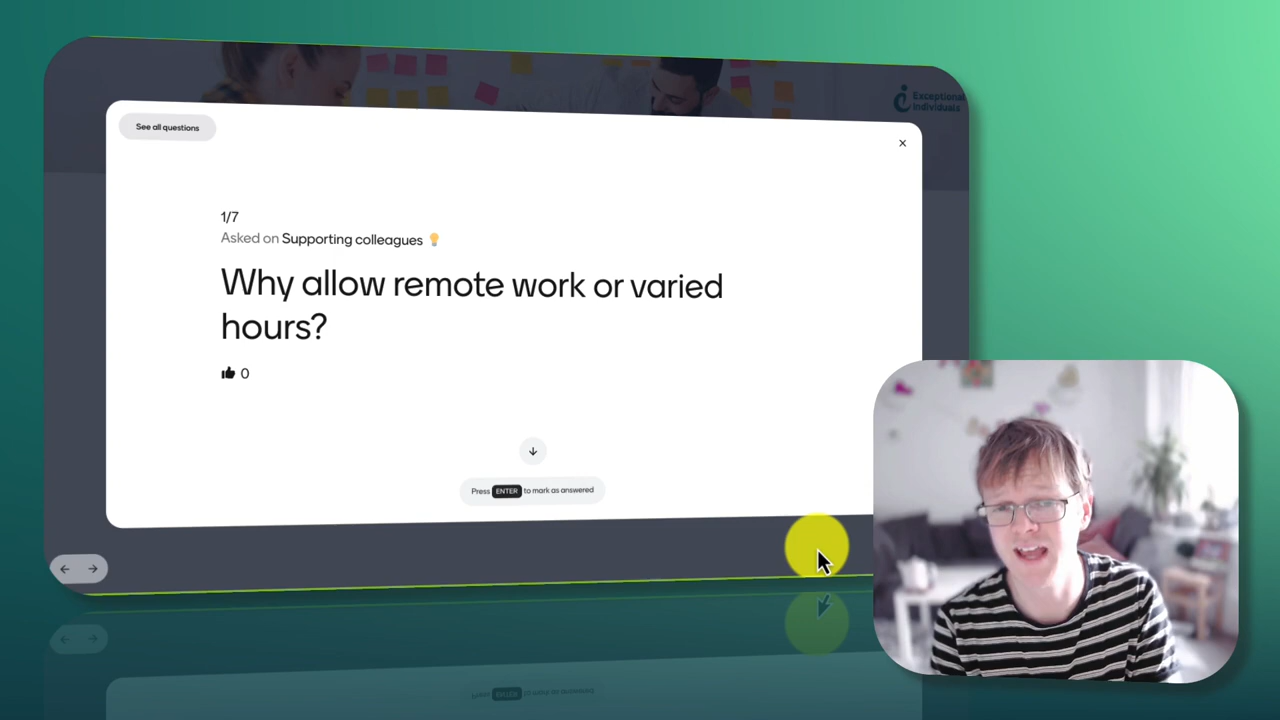 Exceptional
Individuals
See all questions
1/7
Asked on Supporting colleagues
Why allow remote work or varied
hours?
0
Press ENTER to mark as answered